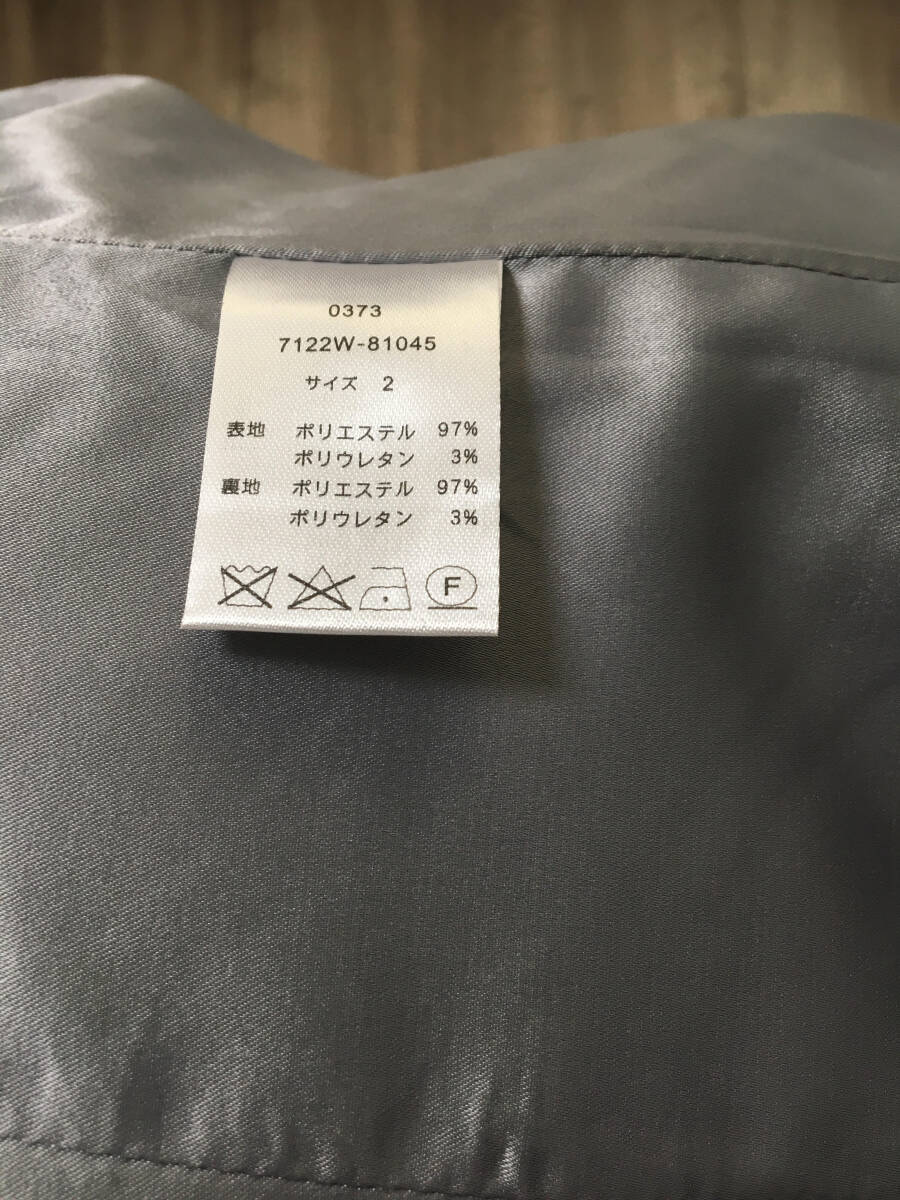 0373
7122W-81045
サイズ 2
表地 ポリエステル 97%
ポリウレタン 3%
裏地 ポリエステル 97%
ポリウレタン 3%
F